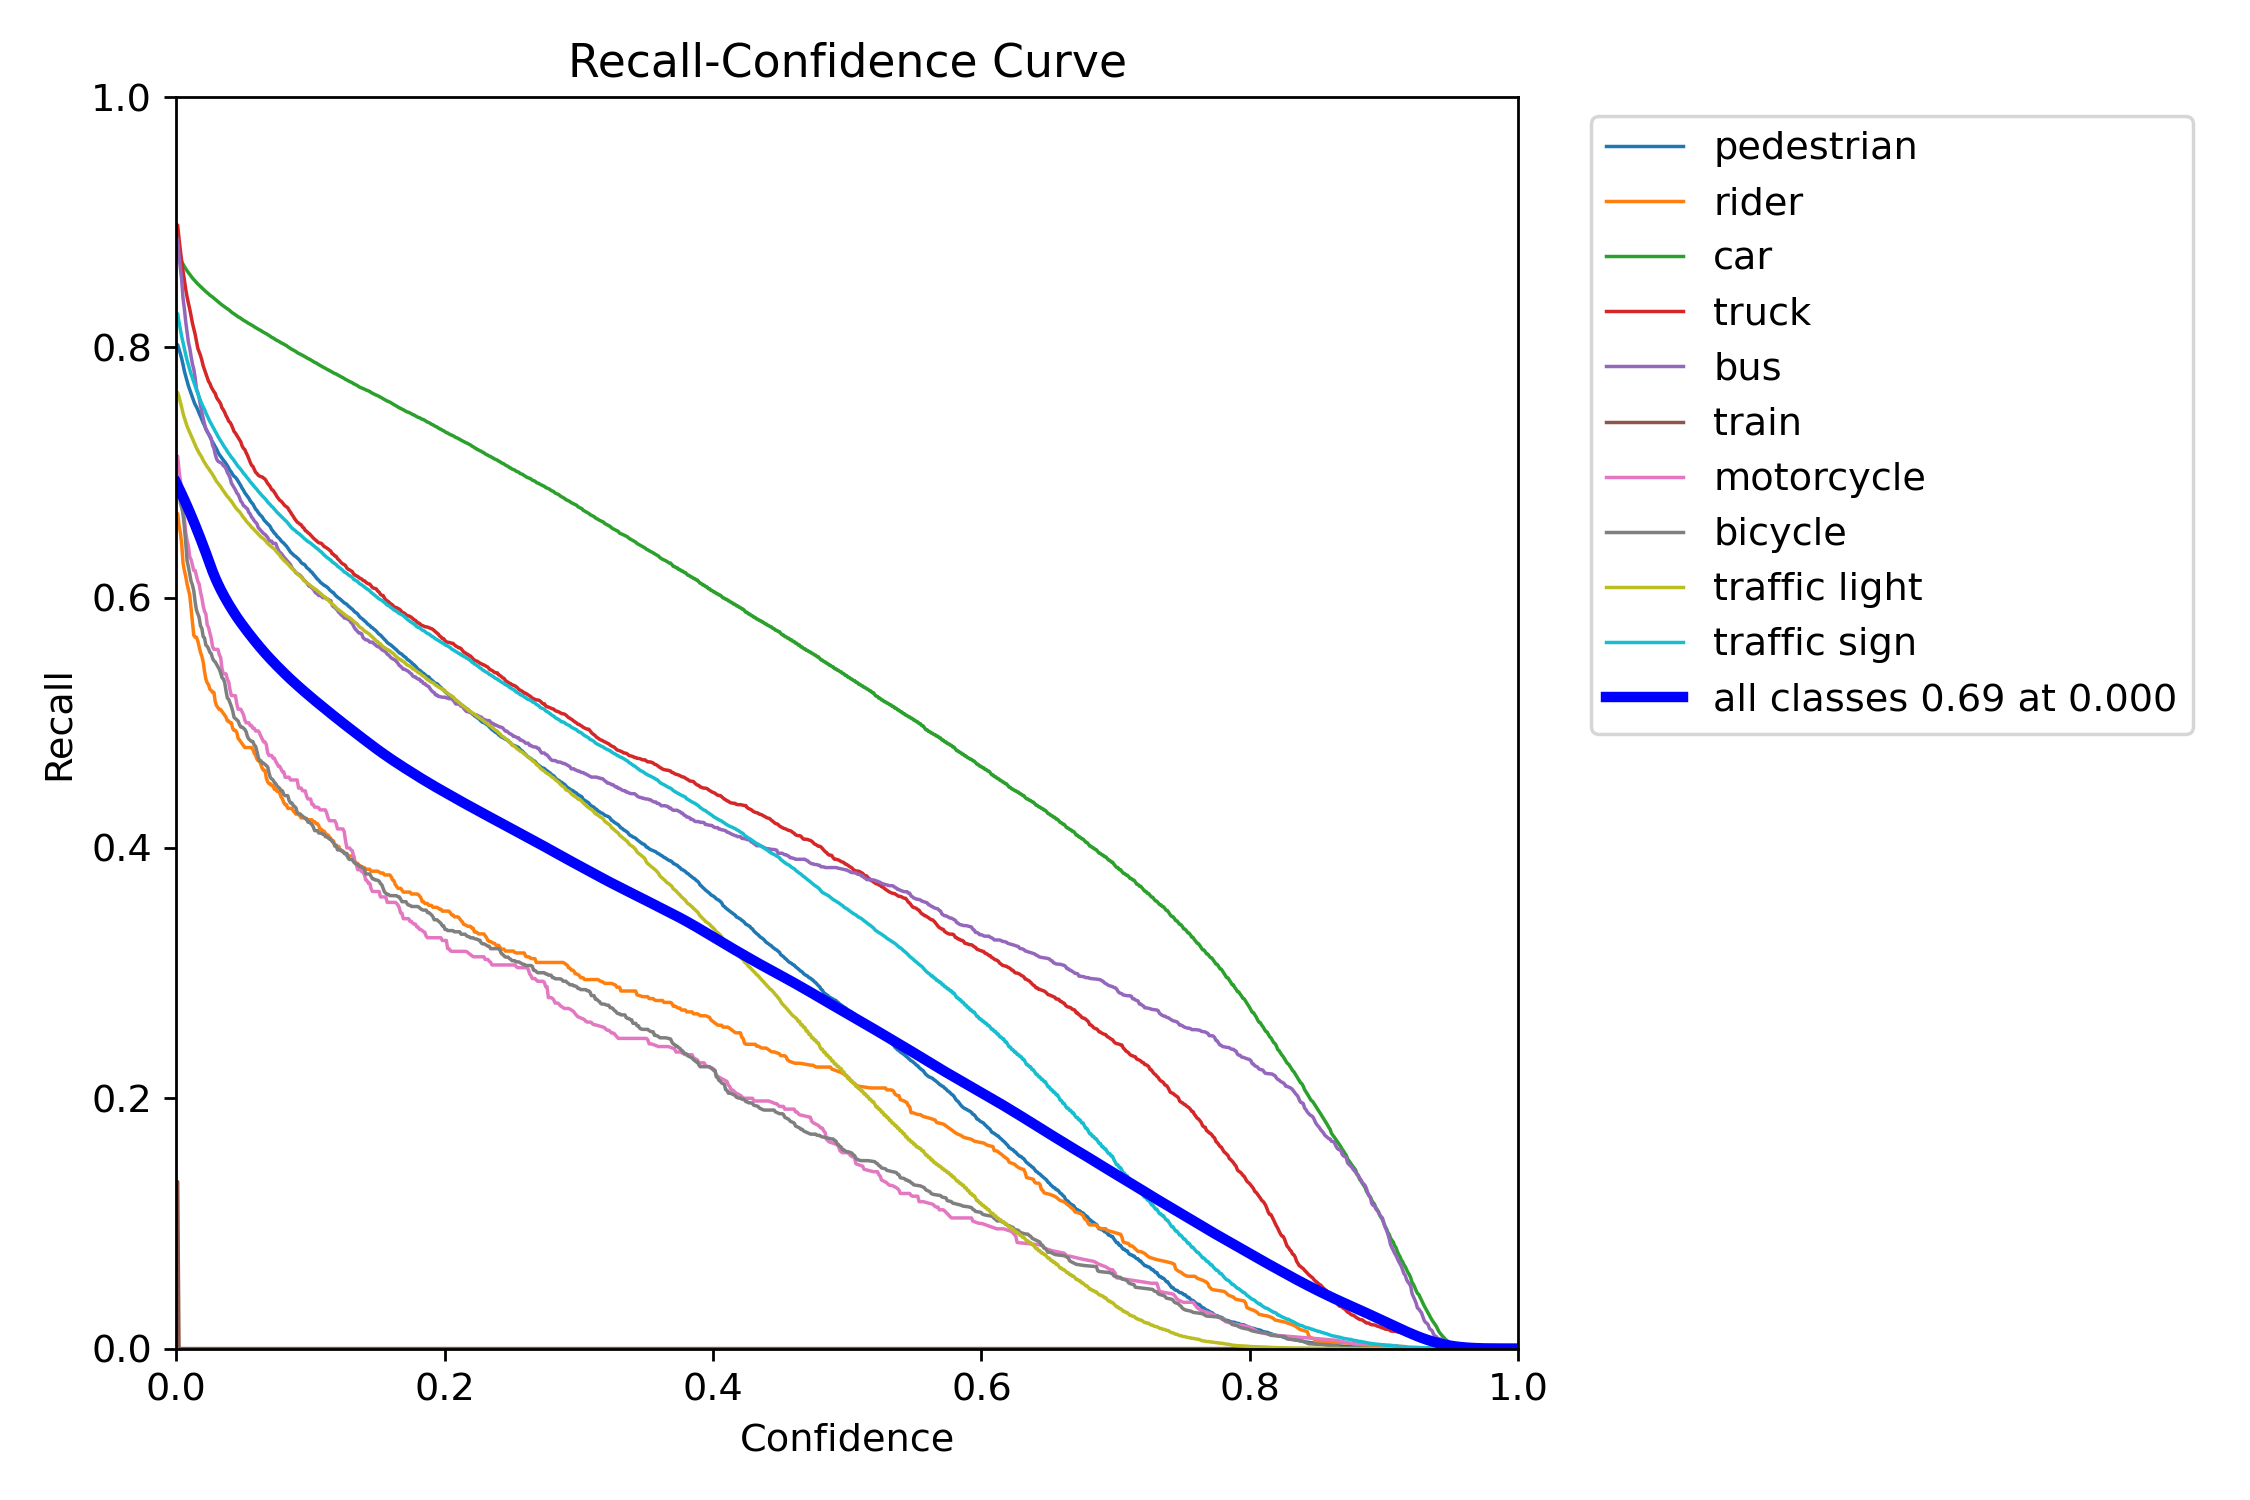 Recall-Confidence Curve
1.0
0.8
0.6
0.4
0.2
0.0
Recall
0.0 0.2 0.4 0.6 0.8 1.0
Confidence
pedestrian
rider
car
truck
bus
train
motorcycle
bicycle
traffic light
traffic sign
all classes 0.69 at 0.000